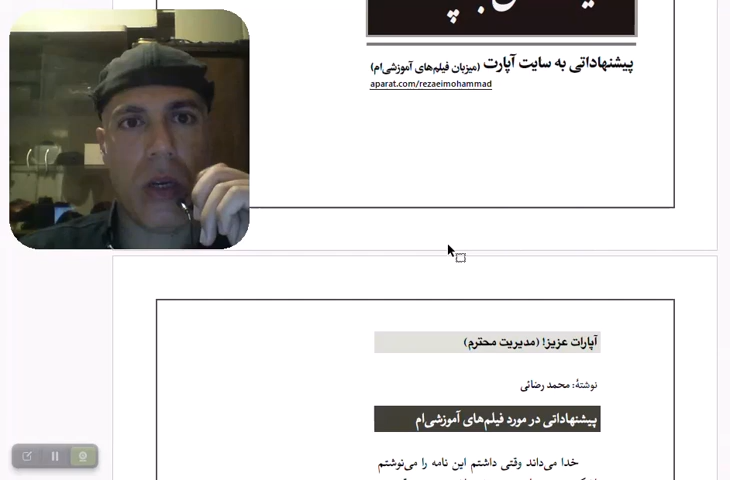 پیشنهاداتی به سایت آپارت (میزبان فیلم‌های آموزشی‌ام)
aparat.com/rezaeimohammad
آپارات عزیز! (مدیریت محترم)
نوشتهٔ: محمد رضائی
پیشنهاداتی در مورد فیلم‌های آموزشی‌ام
خدا می‌داند وقتی داشتم این نامه را می‌نوشتم